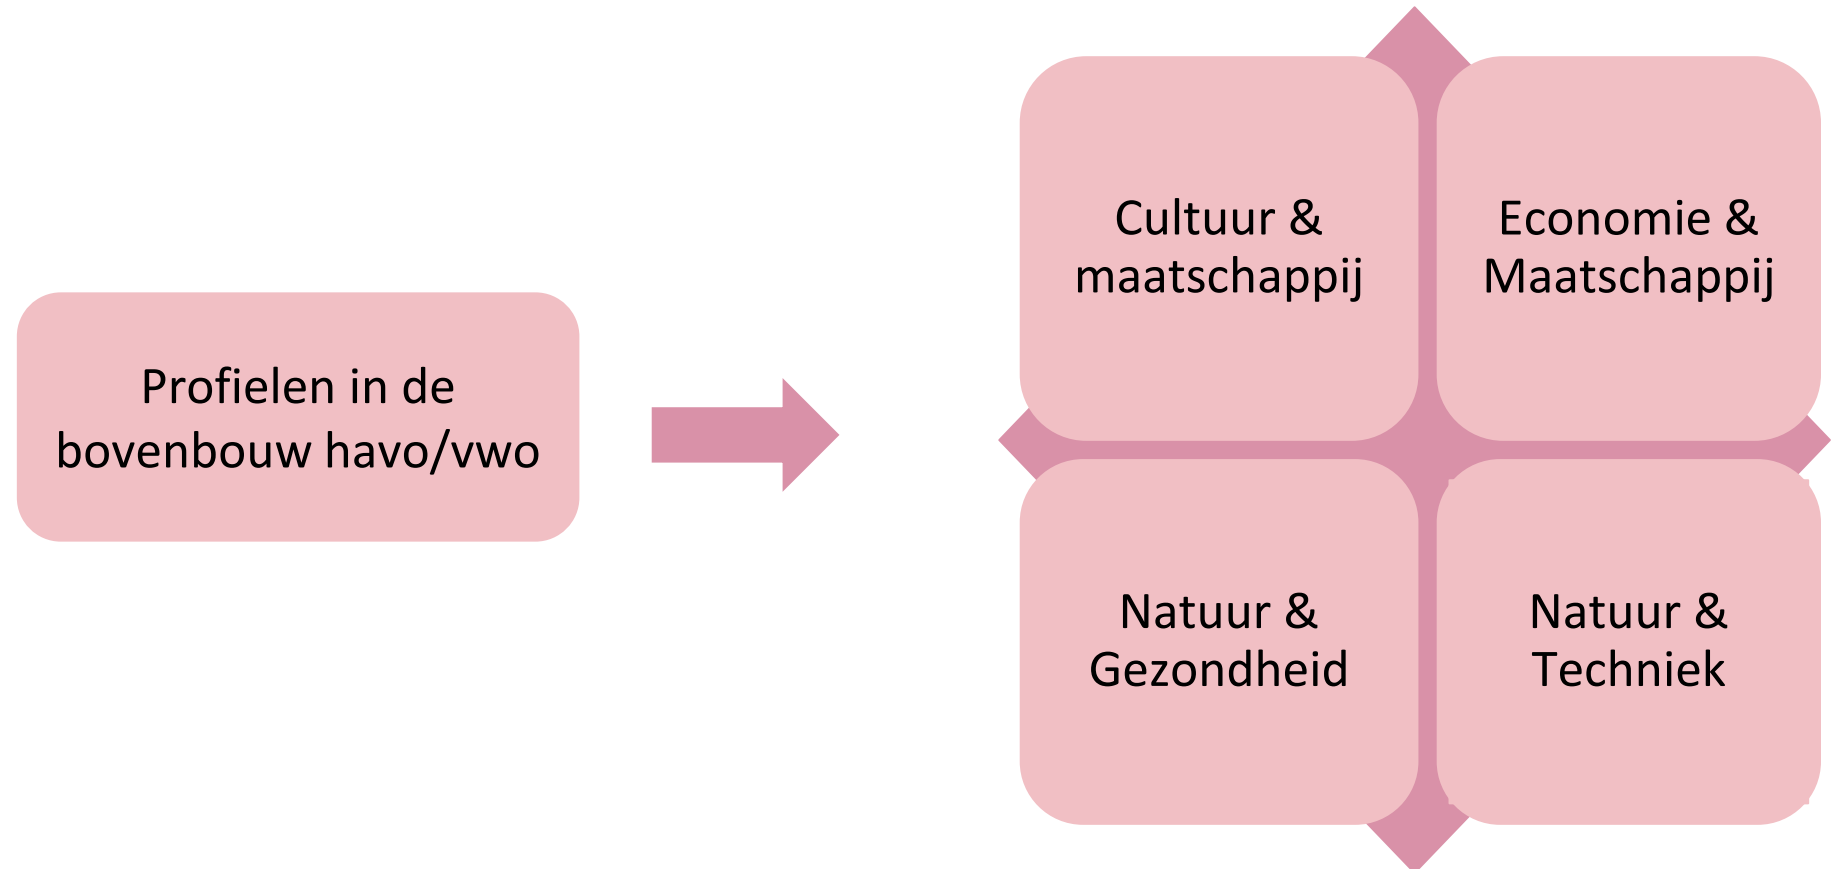 Profielen in de
bovenbouw havo/vwo
Cultuur &
maatschappij
Economie &
Maatschappij
Natuur &
Gezondheid
Natuur &
Techniek